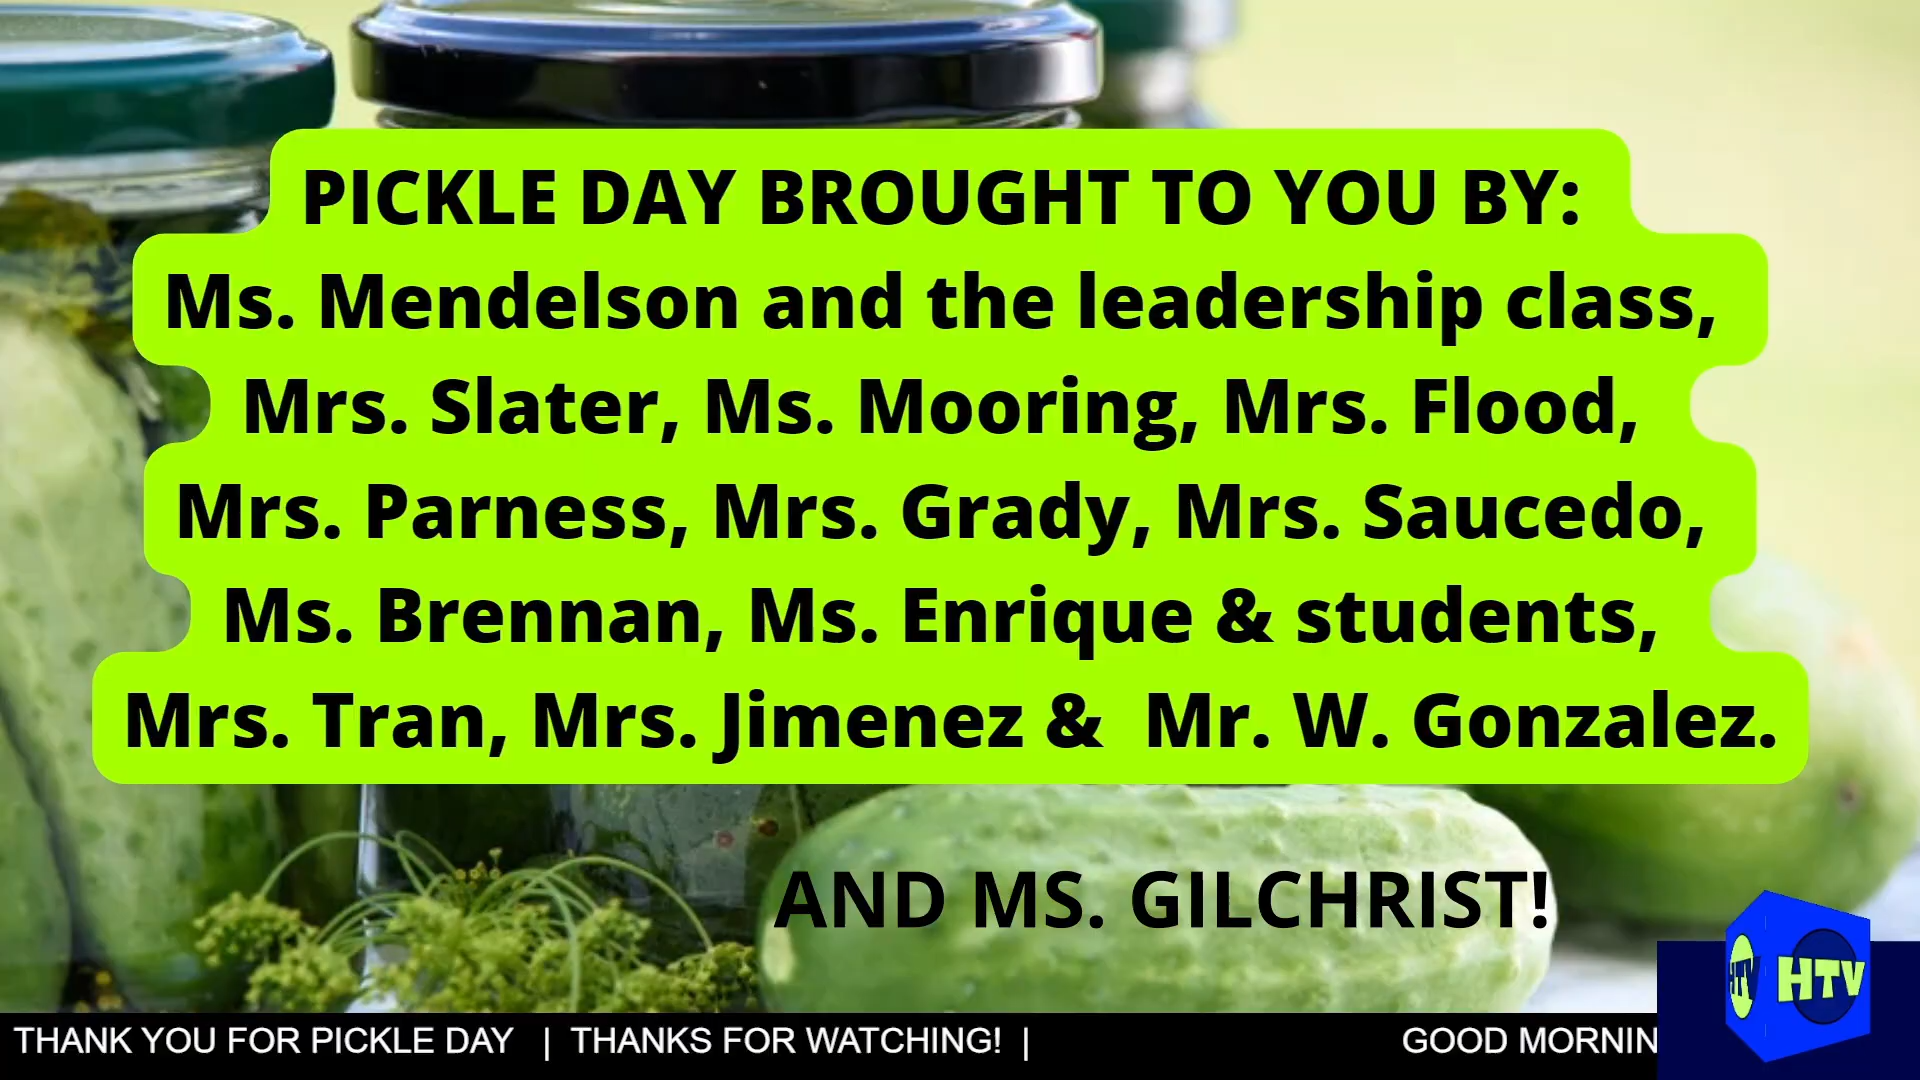 PICKLE DAY BROUGHT TO YOU BY:
Ms. Mendelson and the leadership class,
Mrs. Slater, Ms. Mooring, Mrs. Flood,
Mrs. Parness, Mrs. Grady, Mrs. Saucedo,
Ms. Brennan, Ms. Enrique & students,
Mrs. Tran, Mrs. Jimenez & Mr. W. Gonzalez.
AND MS. GILCHRIST!
HTV HTV
THANK YOU FOR PICKLE DAY | THANKS FOR WATCHING! | GOOD MORNIN